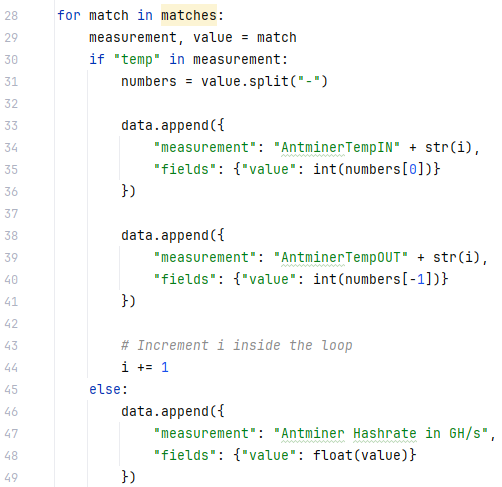 28 for match in matches:
29 measurement, value = match
30 if "temp" in measurement:
31 numbers = value.split("-")
32
33 data.append({
34 "measurement": "AntminerTempIN" + str(i),
35 "fields": {"value": int(numbers[0])}
36 })
37
38 data.append({
39 "measurement": "AntminerTempOUT" + str(i),
40 "fields": {"value": int(numbers[-1])}
41 })
42
43 # Increment i inside the loop
44 i += 1
45 else:
46 data.append({
47 "measurement": "Antminer Hashrate in GH/s",
48 "fields": {"value": float(value)}
49 })